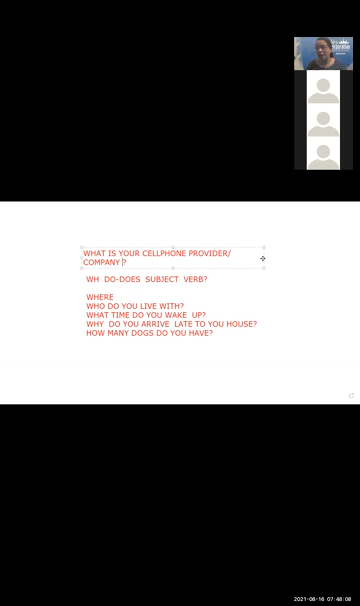 WHAT IS YOUR CELLPHONE PROVIDER/
COMPANY ?
WH DO-DOES SUBJECT VERB?
WHERE
WHO DO YOU LIVE WITH?
WHAT TIME DO YOU WAKE UP?
WHY DO YOU ARRIVE LATE TO YOU HOUSE?
HOW MANY DOGS DO YOU HAVE?
2021-06-16 07:48:08